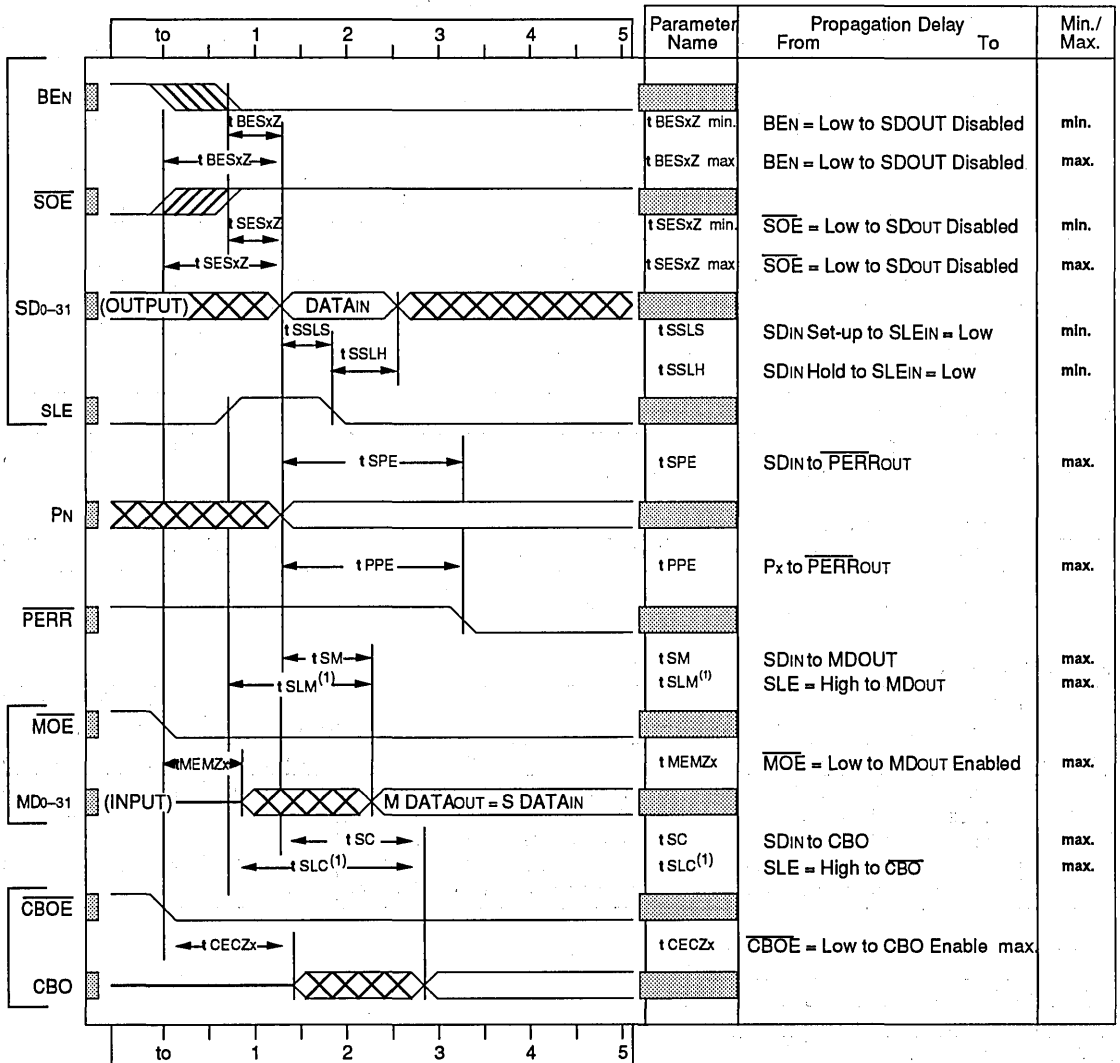 to 1 2 3 4 5
Parameter Name
Propagation Delay
From To
Min./ Max.
BEN
t BESxZ
t BESxZ min. BEN = Low to SDOUT Disabled min.
t BESxZ
t BESxZ max BEN = Low to SDOUT Disabled max.
SOE
t SESxZ
t SESxZ min. SOE = Low to SDOUT Disabled min.
t SESxZ
t SESxZ max SOE = Low to SDOUT Disabled max.
SD0–31 (OUTPUT) DATAIN
t SSLS
t SSLS SDIN Set-up to SLEIN = Low min.
t SSLH
t SSLH SDIN Hold to SLEIN = Low min.
SLE
t SPE
t SPE SDIN to PERROUT max.
PN
t PPE
t PPE Px to PERROUT max.
PERR
t SM
t SM SDIN to MDOUT max.
t SLM(1)
t SLM(1) SLE = High to MDOUT max.
MOE
tMEMZx
t MEMZx MOE = Low to MDOUT Enabled max.
MD0–31 (INPUT) M DATAOUT = S DATAIN
t SC
t SC SDIN to CBO max.
t SLC(1)
t SLC(1) SLE = High to CBO max.
CBOE
t CECZx
t CECZx CBOE = Low to CBO Enable max.
CBO
to 1 2 3 4 5